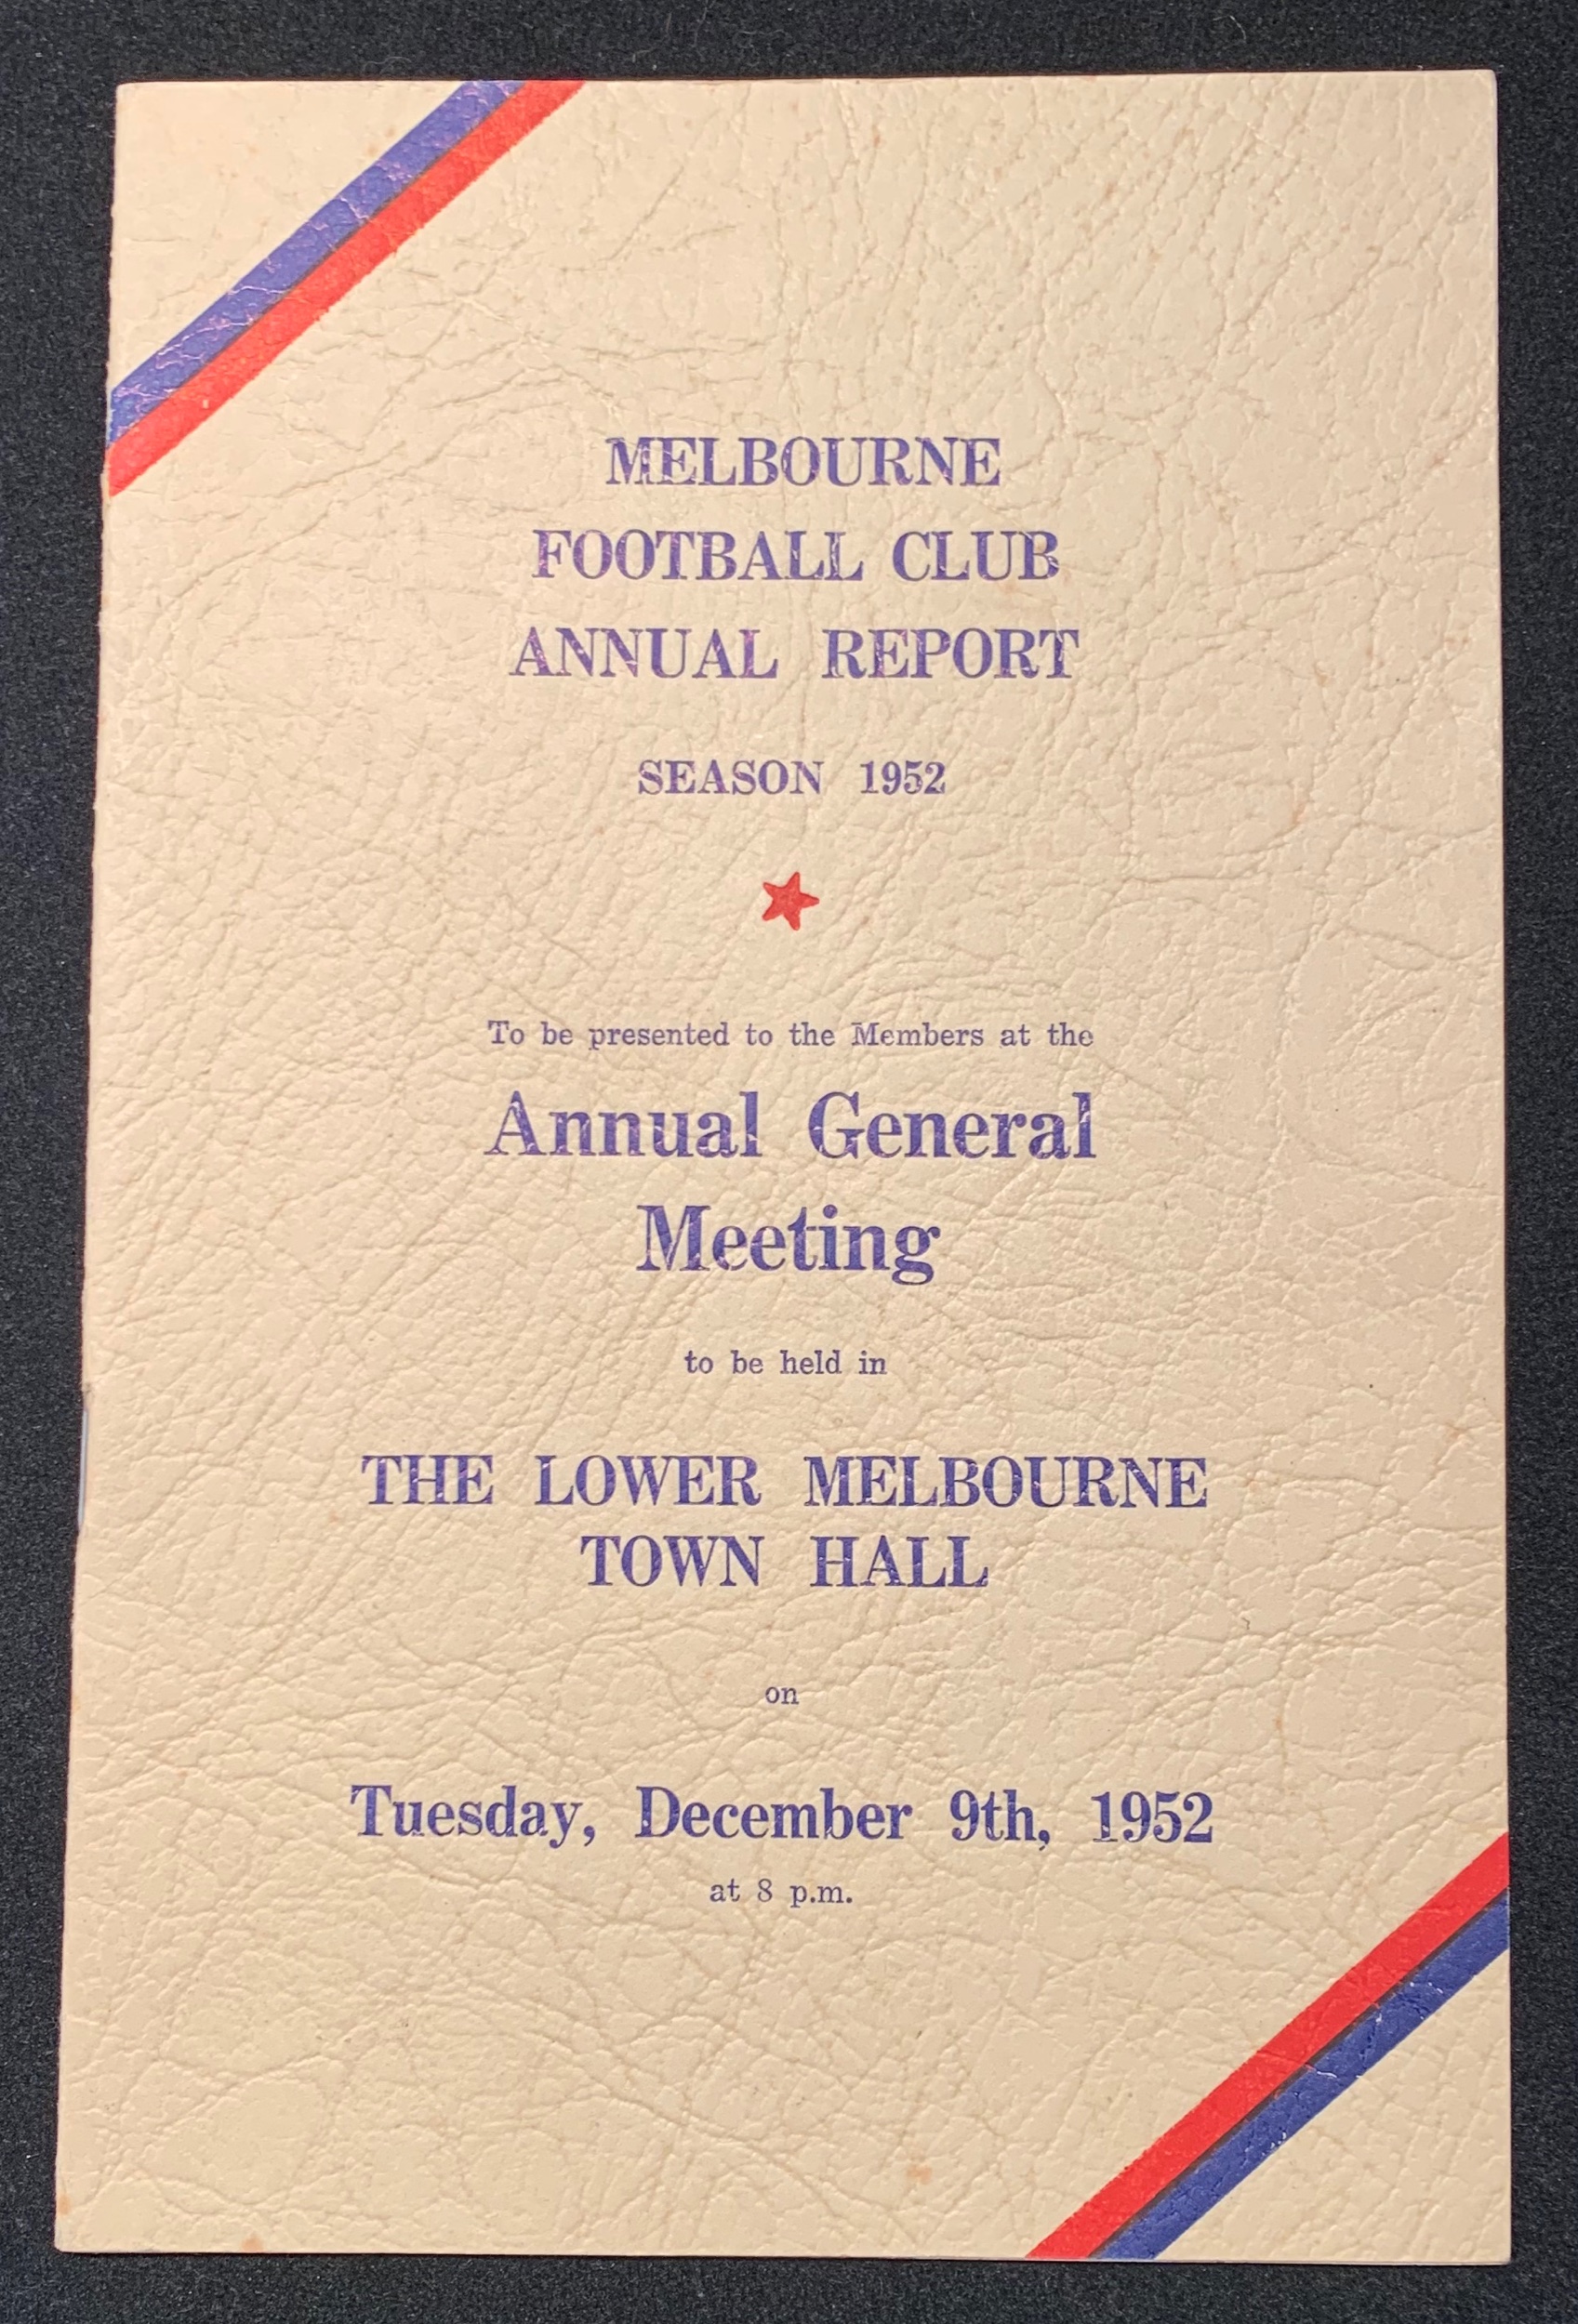 MELBOURNE
FOOTBALL CLUB
ANNUAL REPORT
SEASON 1952
To be presented to the Members at the
Annual General
Meeting
to be held in
THE LOWER MELBOURNE
TOWN HALL
on
Tuesday, December 9th, 1952
at 8 p.m.